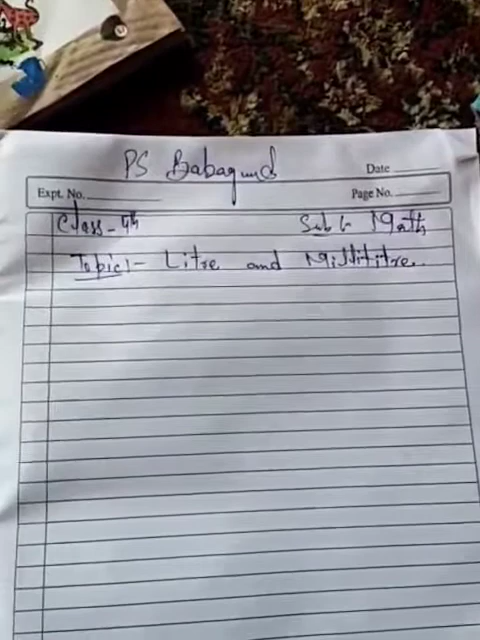 PS Babagund
Date
Expt. No.
Page No.
Class - 4th
Sub :- Math
Topic :- Litre and Millilitre